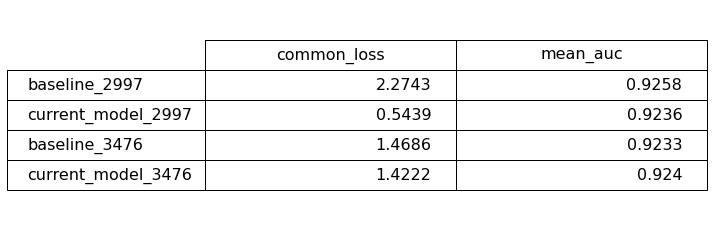 common_loss mean_auc
baseline_2997 2.2743 0.9258
current_model_2997 0.5439 0.9236
baseline_3476 1.4686 0.9233
current_model_3476 1.4222 0.924